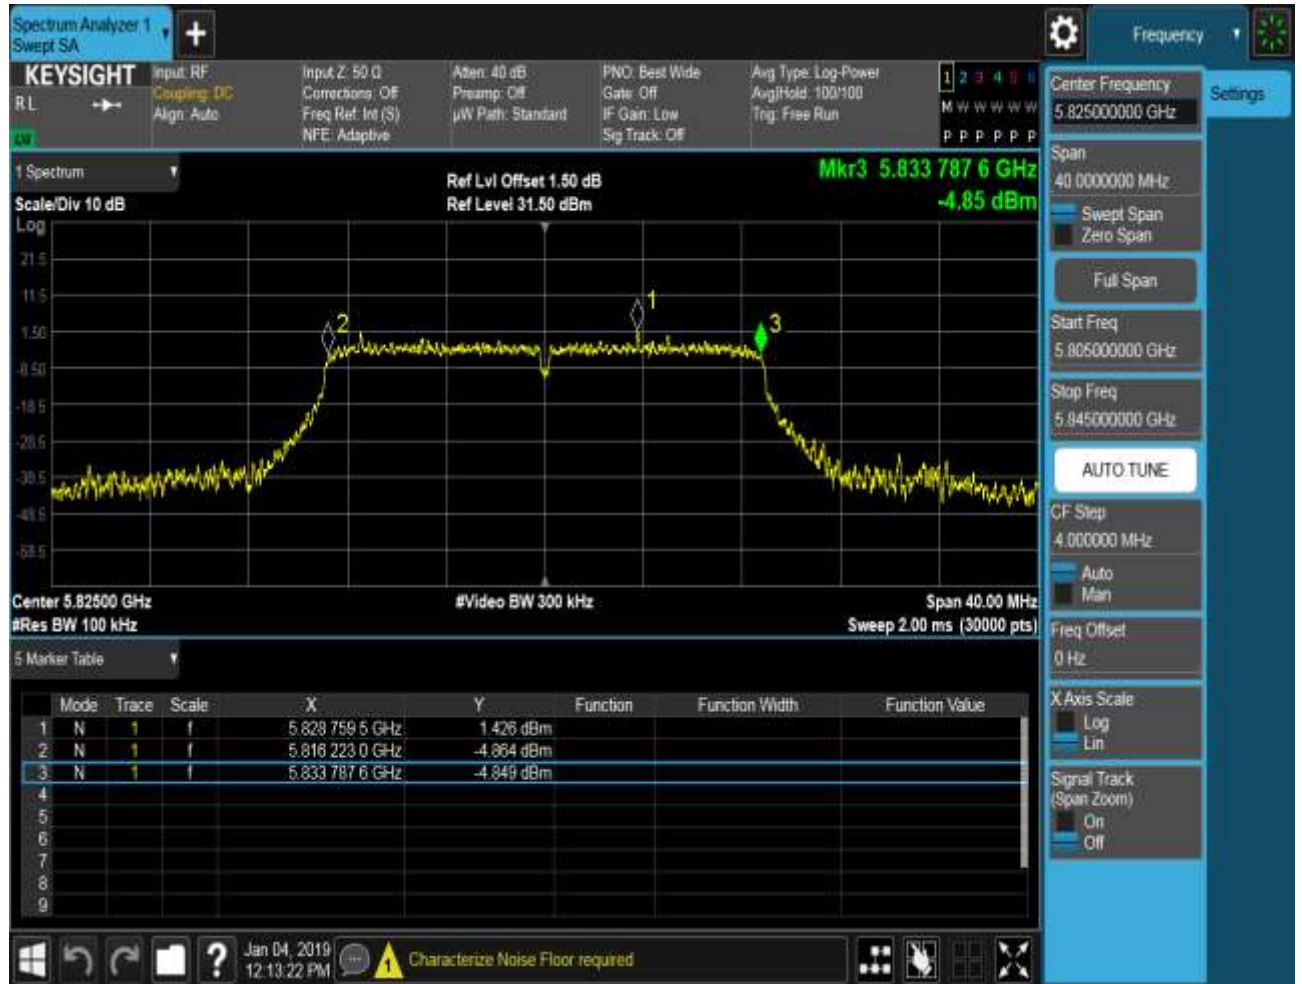 Spectrum Analyzer 1
Swept SA
Frequency
KEYSIGHT
R L
Input: RF
Coupling: DC
Align: Auto
Input Z: 50 Ω
Corrections: Off
Freq Ref: Int (S)
NFE: Adaptive
Atten: 40 dB
Preamp: Off
µW Path: Standard
PNO: Best Wide
Gate: Off
IF Gain: Low
Sig Track: Off
Avg Type: Log-Power
Avg|Hold: 100/100
Trig: Free Run
1 2 3 4 5 6
M W W W W W
P P P P P P
1 Spectrum
Scale/Div 10 dB
Ref Lvl Offset 1.50 dB
Ref Level 31.50 dBm
Mkr3 5.833 787 6 GHz
-4.85 dBm
Log
21.5
11.5
1.50
-8.50
-18.5
-28.5
-38.5
-48.5
-58.5
2
1
3
Center 5.82500 GHz
#Video BW 300 kHz
Span 40.00 MHz
#Res BW 100 kHz
Sweep 2.00 ms (30000 pts)
5 Marker Table
Mode Trace Scale X Y Function Function Width Function Value
1 N 1 f 5.828 759 5 GHz 1.426 dBm
2 N 1 f 5.816 223 0 GHz -4.864 dBm
3 N 1 f 5.833 787 6 GHz -4.849 dBm
4
5
6
7
8
9
Jan 04, 2019
12:13:22 PM
Characterize Noise Floor required
Center Frequency
5.825000000 GHz
Settings
Span
40.0000000 MHz
Swept Span
Zero Span
Full Span
Start Freq
5.805000000 GHz
Stop Freq
5.845000000 GHz
AUTO TUNE
CF Step
4.000000 MHz
Auto
Man
Freq Offset
0 Hz
X Axis Scale
Log
Lin
Signal Track
(Span Zoom)
On
Off